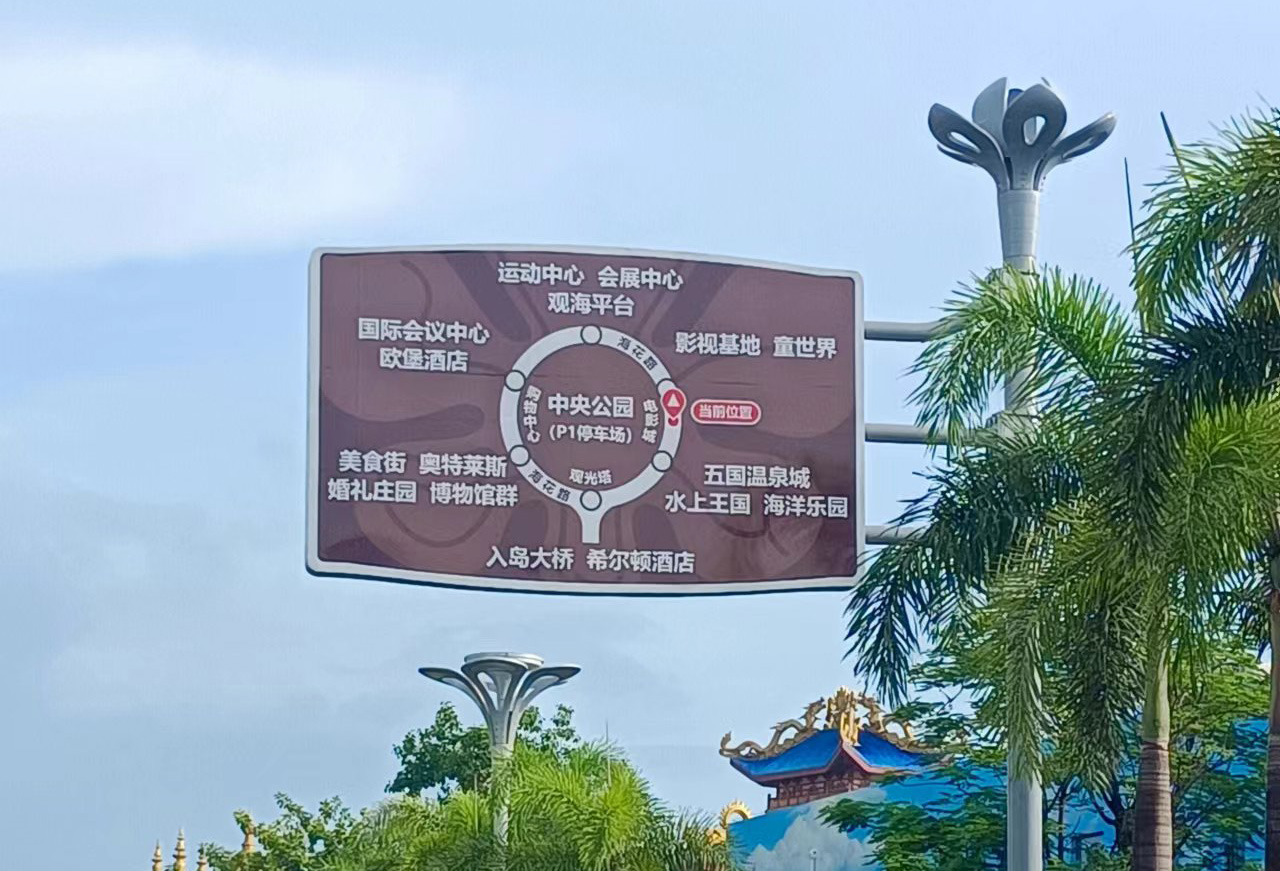 运动中心 会展中心
观海平台
国际会议中心
欧堡酒店
影视基地 童世界
海花路
购物中心
中央公园
(P1停车场)
电影城
当前位置
美食街 奥特莱斯
婚礼庄园 博物馆群
海花路
观光塔
五国温泉城
水上王国 海洋乐园
入岛大桥 希尔顿酒店